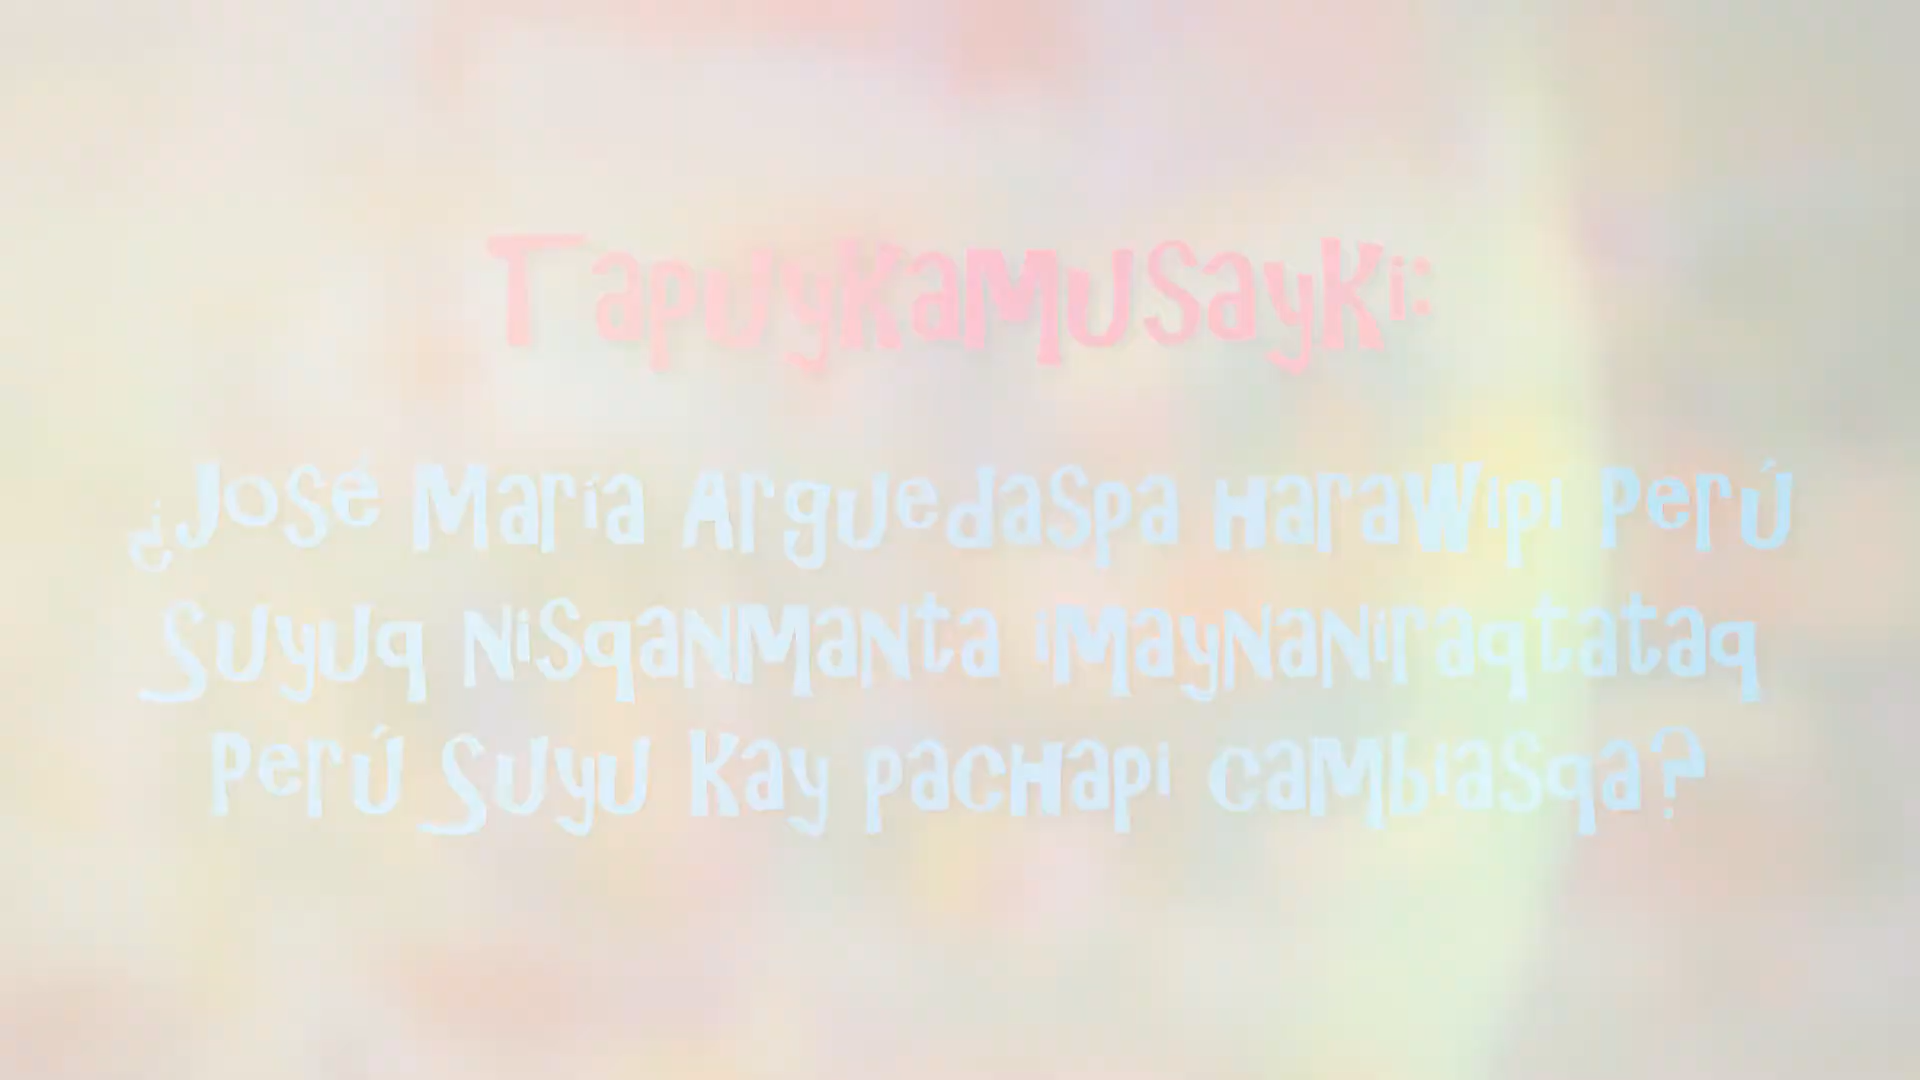 Tapuykamusayki:
¿José María Arguedaspa harawipi Perú
suyuq nisqanmanta imaynaniraqtataq
Perú suyu kay pachapi cambiasqa?